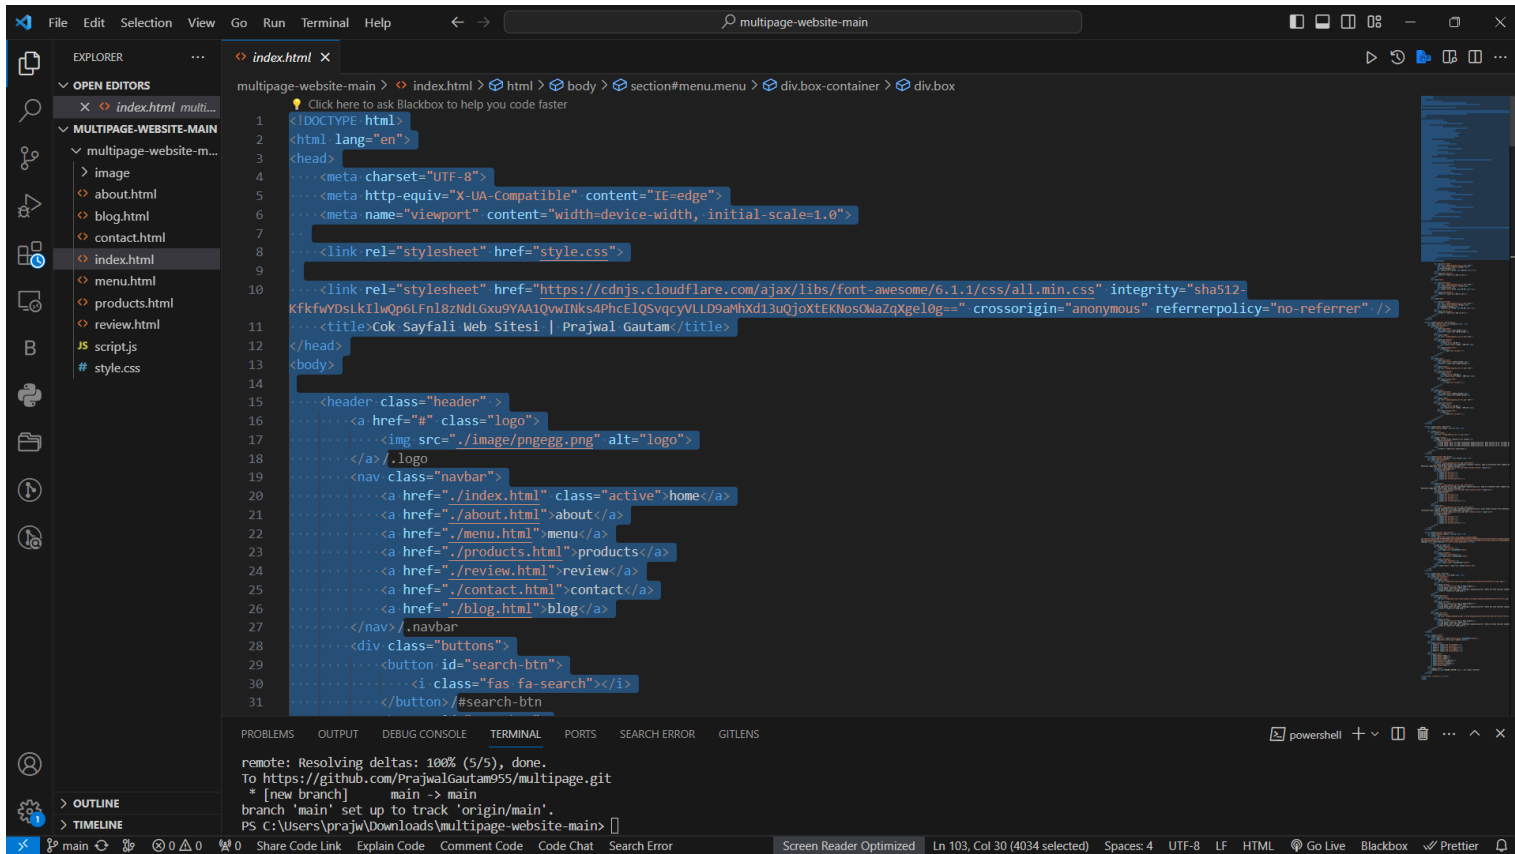 File Edit Selection View Go Run Terminal Help
multipage-website-main
EXPLORER
OPEN EDITORS
index.html multi...
MULTIPAGE-WEBSITE-MAIN
multipage-website-m...
image
about.html
blog.html
contact.html
index.html
menu.html
products.html
review.html
JS script.js
# style.css
OUTLINE
TIMELINE
index.html
multipage-website-main > index.html > html > body > section#menu.menu > div.box-container > div.box
Click here to ask Blackbox to help you code faster
1 <!DOCTYPE html>
2 <html lang="en">
3 <head>
4 <meta charset="UTF-8">
5 <meta http-equiv="X-UA-Compatible" content="IE=edge">
6 <meta name="viewport" content="width=device-width, initial-scale=1.0">
7
8 <link rel="stylesheet" href="style.css">
9
10 <link rel="stylesheet" href="https://cdnjs.cloudflare.com/ajax/libs/font-awesome/6.1.1/css/all.min.css" integrity="sha512-
KfkfwYDsLkIlwQp6LFnl8zNdLGxu9YAA1QvwINks4PhcElQSvqcyVLLD9aMhXd13uQjoXtEKNosOWaZqXgel0g==" crossorigin="anonymous" referrerpolicy="no-referrer" />
11 <title>Cok Sayfali Web Sitesi | Prajwal Gautam</title>
12 </head>
13 <body>
14
15 <header class="header" >
16 <a href="#" class="logo">
17 <img src="./image/pngegg.png" alt="logo">
18 </a>/.logo
19 <nav class="navbar">
20 <a href="./index.html" class="active">home</a>
21 <a href="./about.html">about</a>
22 <a href="./menu.html">menu</a>
23 <a href="./products.html">products</a>
24 <a href="./review.html">review</a>
25 <a href="./contact.html">contact</a>
26 <a href="./blog.html">blog</a>
27 </nav>/.navbar
28 <div class="buttons">
29 <button id="search-btn">
30 <i class="fas fa-search"></i>
31 </button>/#search-btn
PROBLEMS OUTPUT DEBUG CONSOLE TERMINAL PORTS SEARCH ERROR GITLENS
powershell
remote: Resolving deltas: 100% (5/5), done.
To https://github.com/PrajwalGautam955/multipage.git
* [new branch] main -> main
branch 'main' set up to track 'origin/main'.
PS C:\Users\prajw\Downloads\multipage-website-main>
main 0 0 0 Share Code Link Explain Code Comment Code Code Chat Search Error Screen Reader Optimized Ln 103, Col 30 (4034 selected) Spaces: 4 UTF-8 LF HTML Go Live Blackbox Prettier